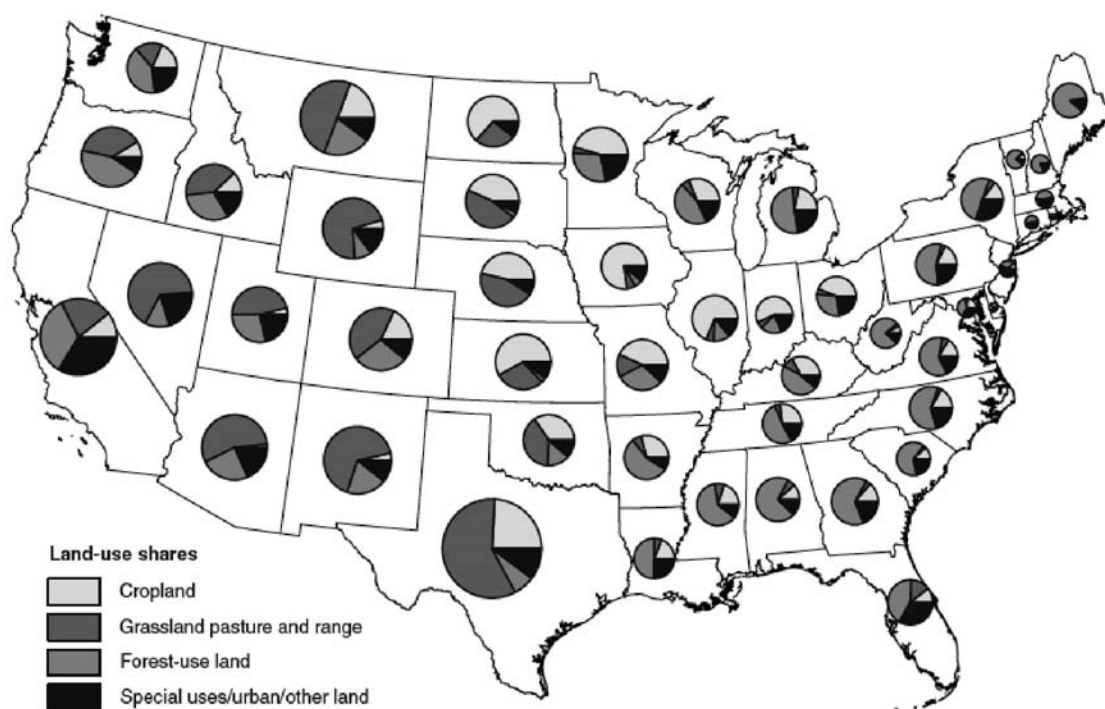 Land-use shares
Cropland
Grassland pasture and range
Forest-use land
Special uses/urban/other land